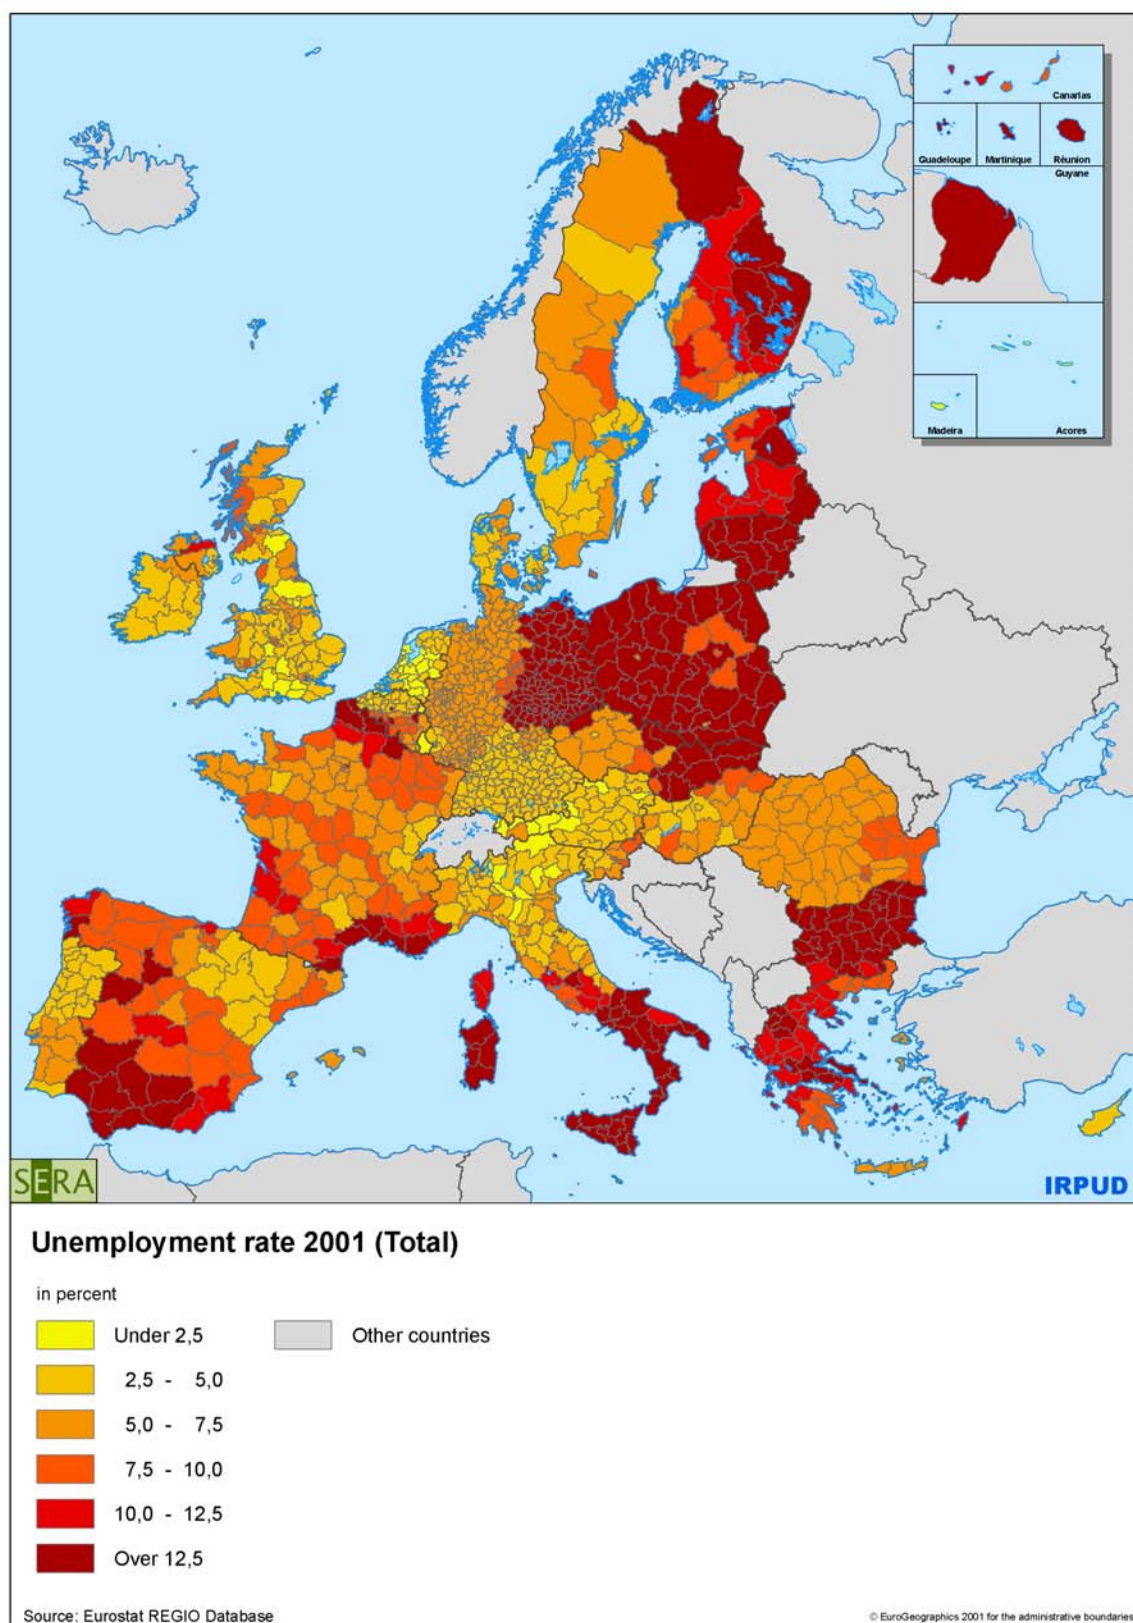 Canarias
Guadeloupe
Martinique
Réunion
Guyane
Madeira
Acores
SERA
IRPUD
Unemployment rate 2001 (Total)
in percent
Under 2,5
Other countries
2,5 - 5,0
5,0 - 7,5
7,5 - 10,0
10,0 - 12,5
Over 12,5
Source: Eurostat REGIO Database
© EuroGeographics 2001 for the administrative boundaries